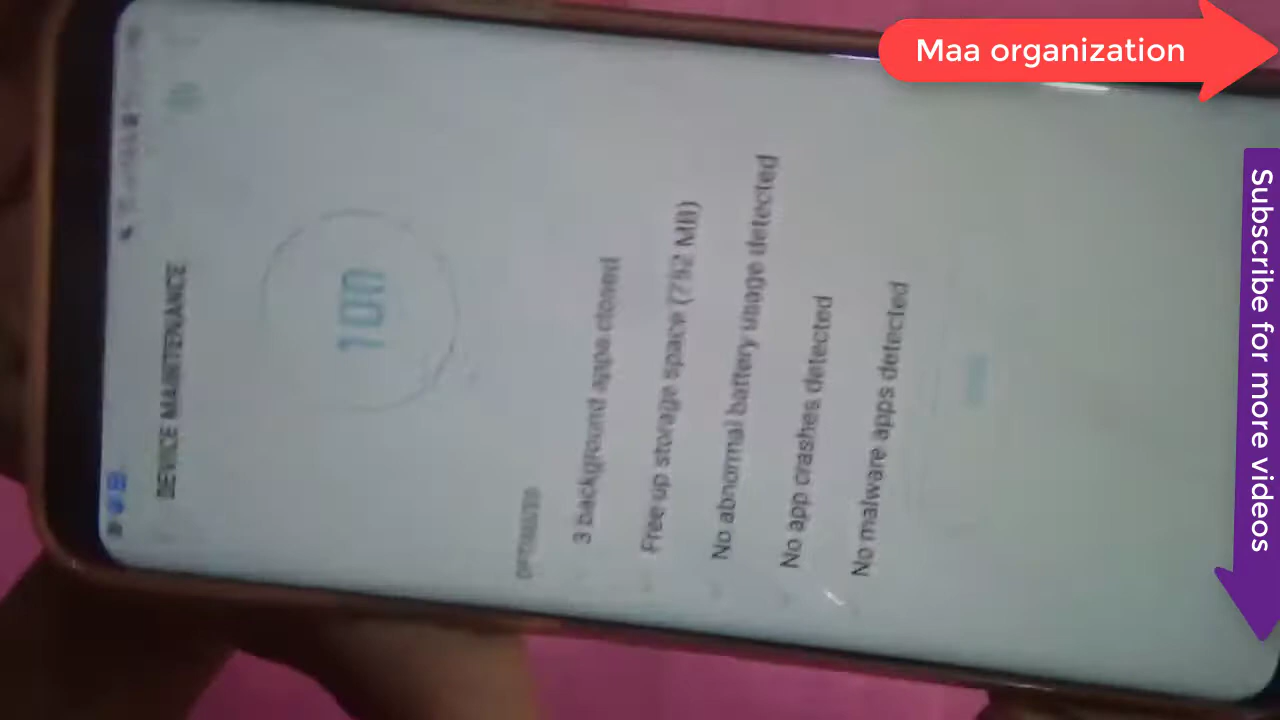 Maa organization
Subscribe for more videos
DEVICE MAINTENANCE
100
OPTIMIZED
3 background apps closed
Free up storage space (792 MB)
No abnormal battery usage detected
No app crashes detected
No malware apps detected